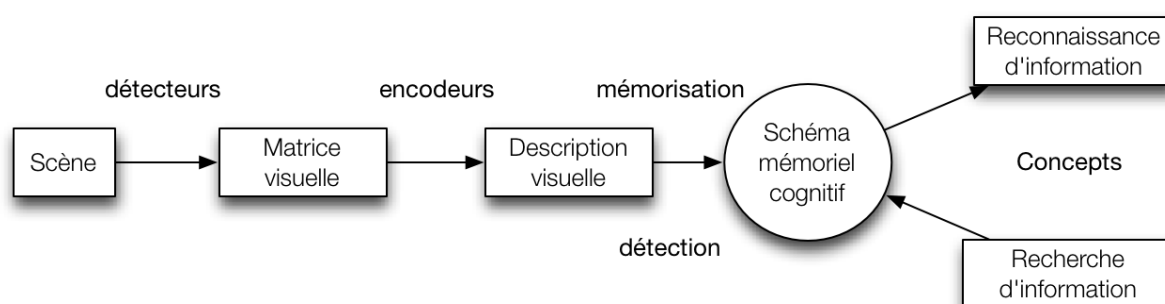 Reconnaissance
d'information
détecteurs
encodeurs
mémorisation
Scène
Matrice
visuelle
Description
visuelle
Schéma
mémoriel
cognitif
Concepts
détection
Recherche
d'information